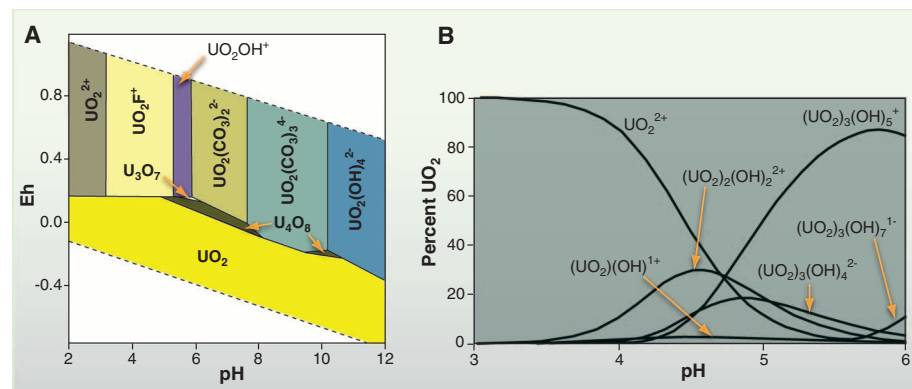 A
UO₂OH⁺
0.8
0.4
0.0
-0.4
Eh
UO₂²⁺
UO₂F⁺
UO₂(CO₃)₂²⁻
UO₂(CO₃)₃⁴⁻
UO₂(OH)₄²⁻
U₃O₇
U₄O₈
UO₂
2
4
6
8
10
12
pH
B
100
80
60
40
20
0
Percent UO₂
UO₂²⁺
(UO₂)₃(OH)₅⁺
(UO₂)₂(OH)₂²⁺
(UO₂)₃(OH)₇¹⁻
(UO₂)(OH)¹⁺
(UO₂)₃(OH)₄²⁻
3
4
5
6
pH